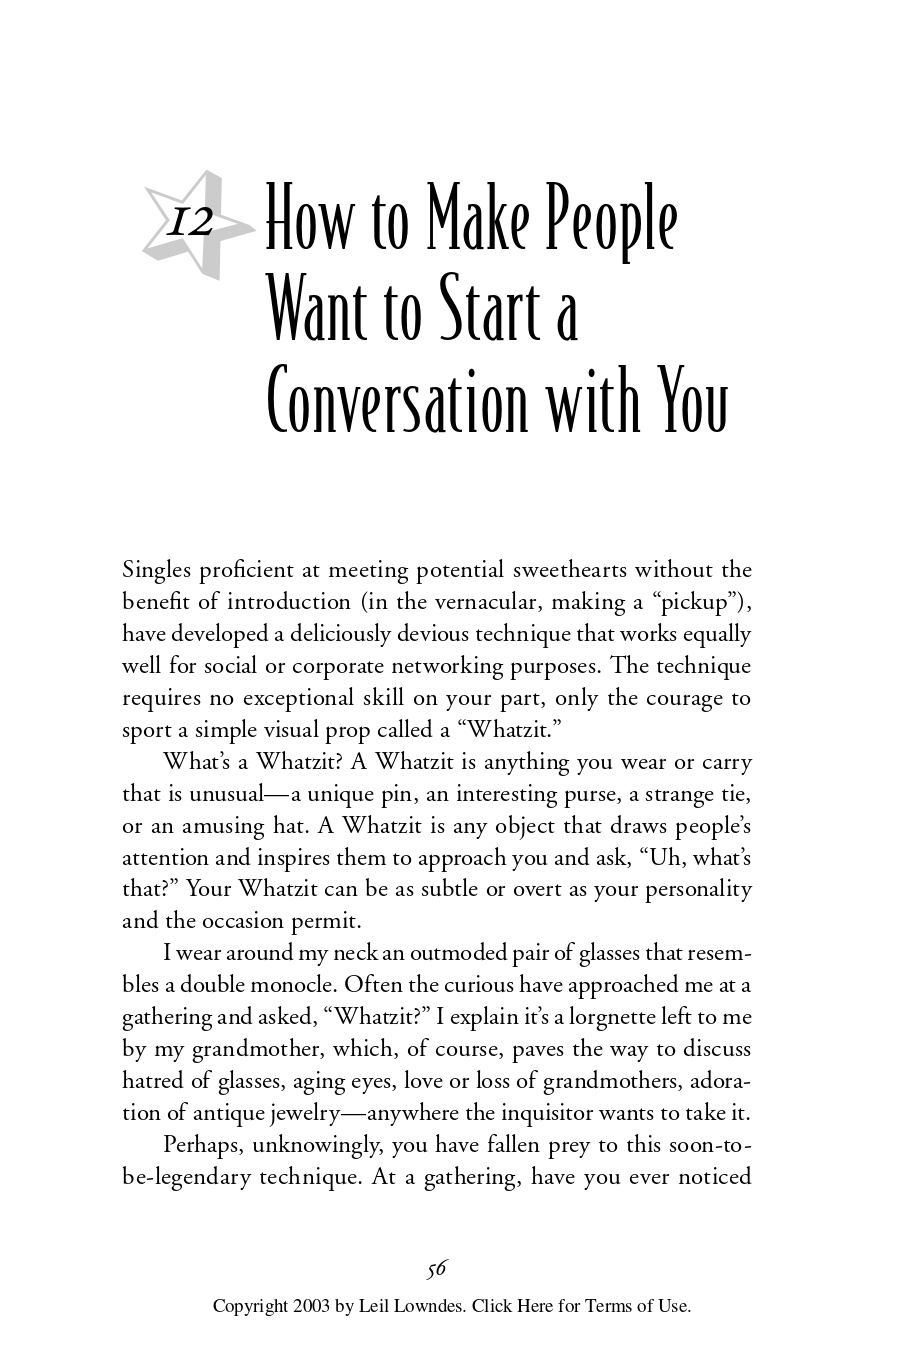 12
How to Make People
Want to Start a
Conversation with You
Singles proficient at meeting potential sweethearts without the
benefit of introduction (in the vernacular, making a “pickup”),
have developed a deliciously devious technique that works equally
well for social or corporate networking purposes. The technique
requires no exceptional skill on your part, only the courage to
sport a simple visual prop called a “Whatzit.”
What’s a Whatzit? A Whatzit is anything you wear or carry
that is unusual—a unique pin, an interesting purse, a strange tie,
or an amusing hat. A Whatzit is any object that draws people’s
attention and inspires them to approach you and ask, “Uh, what’s
that?” Your Whatzit can be as subtle or overt as your personality
and the occasion permit.
I wear around my neck an outmoded pair of glasses that resem-
bles a double monocle. Often the curious have approached me at a
gathering and asked, “Whatzit?” I explain it’s a lorgnette left to me
by my grandmother, which, of course, paves the way to discuss
hatred of glasses, aging eyes, love or loss of grandmothers, adora-
tion of antique jewelry—anywhere the inquisitor wants to take it.
Perhaps, unknowingly, you have fallen prey to this soon-to-
be-legendary technique. At a gathering, have you ever noticed
56
Copyright 2003 by Leil Lowndes. Click Here for Terms of Use.